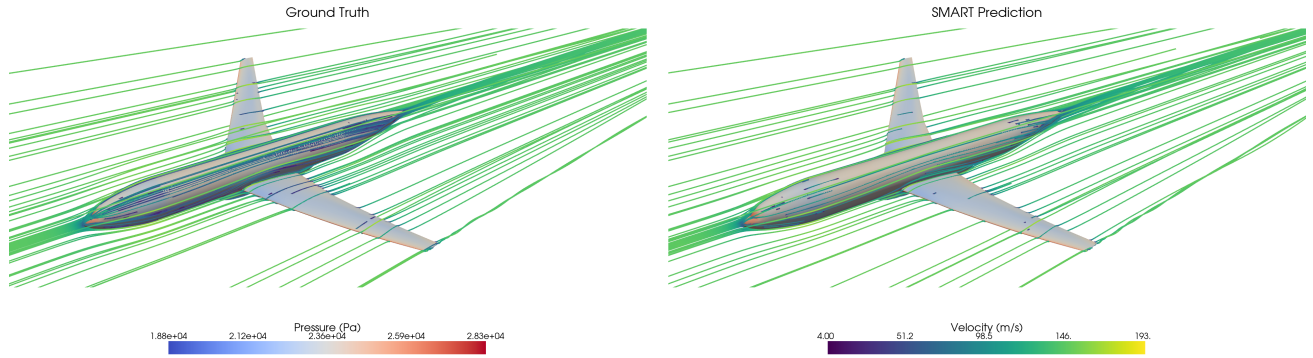 Ground Truth
SMART Prediction
Pressure (Pa)
1.88e+04 2.12e+04 2.36e+04 2.59e+04 2.83e+04
Velocity (m/s)
4.00 51.2 98.5 146. 193.